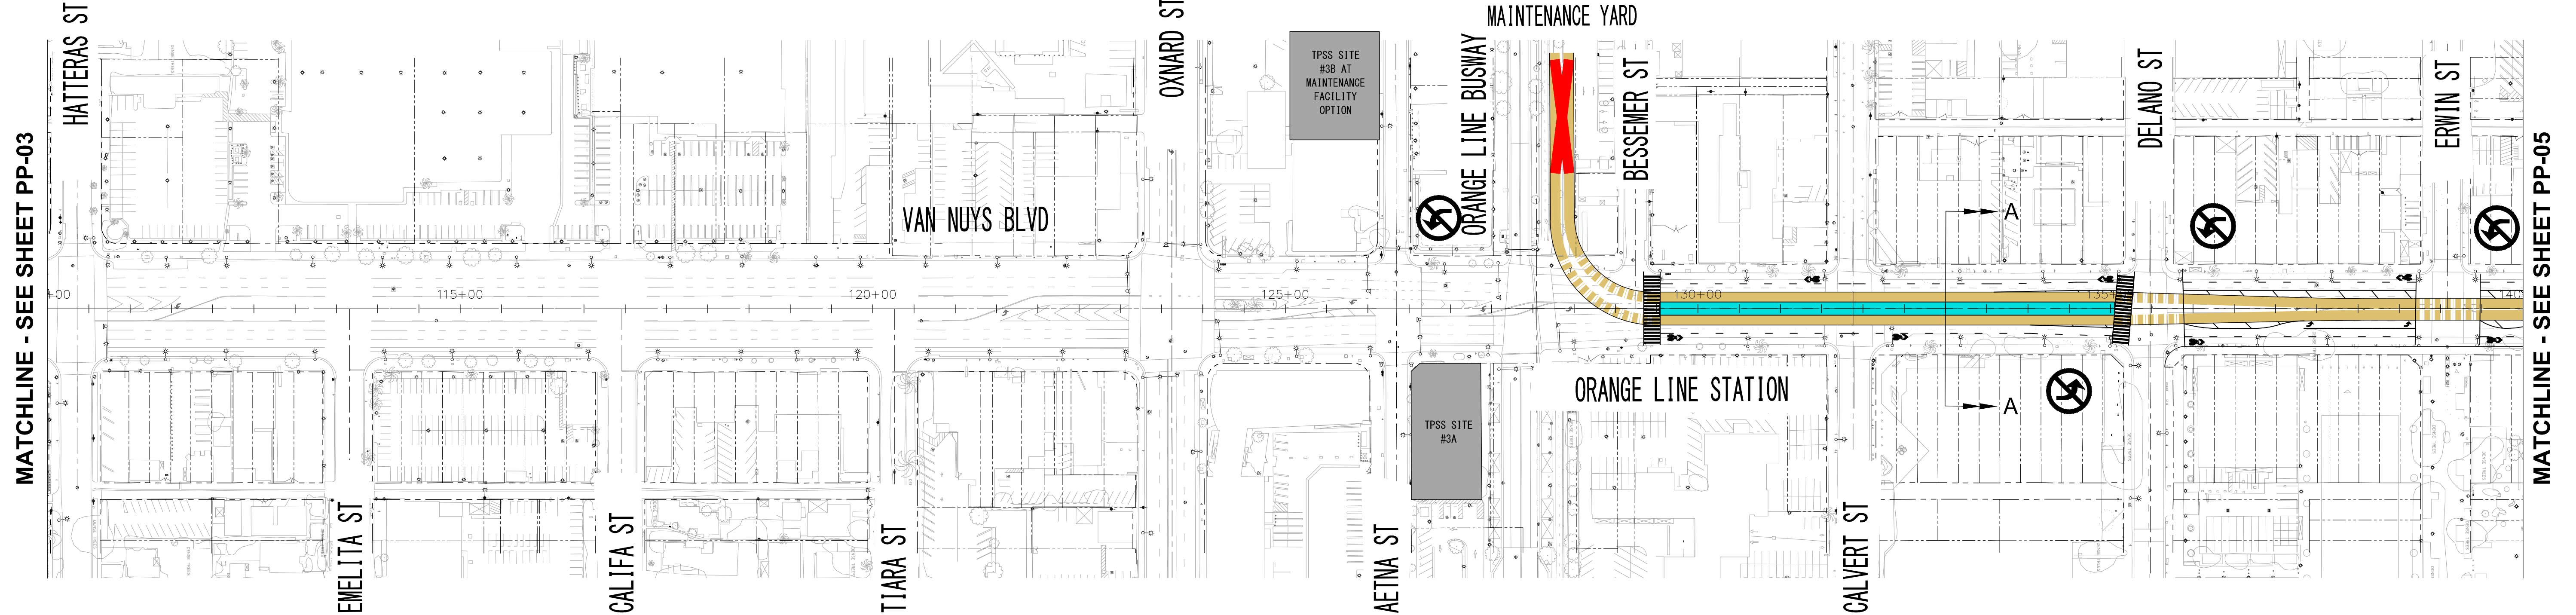 MAINTENANCE YARD
HATTERAS ST
OXNARD ST
TPSS SITE
#3B AT
MAINTENANCE
FACILITY
OPTION
ORANGE LINE BUSWAY
BESSEMER ST
DELANO ST
ERWIN ST
MATCHLINE - SEE SHEET PP-03
MATCHLINE - SEE SHEET PP-05
VAN NUYS BLVD
A
+00
115+00
120+00
125+00
130+00
135+
140
ORANGE LINE STATION
A
TPSS SITE
#3A
EMELITA ST
CALIFA ST
TIARA ST
AETNA ST
CALVERT ST